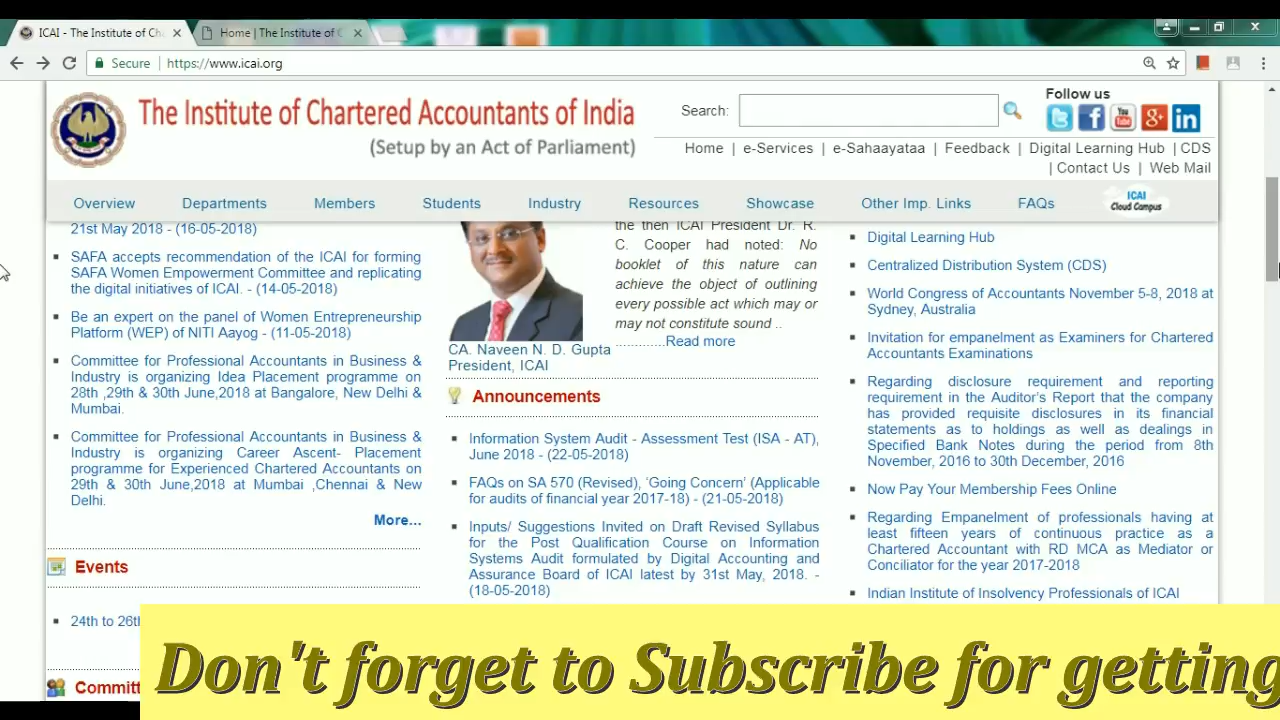 ICAI - The Institute of Cha
Home | The Institute of C
Secure
https://www.icai.org
The Institute of Chartered Accountants of India
(Setup by an Act of Parliament)
Search:
Follow us
You
Tube
g+
in
Home | e-Services | e-Sahaayataa | Feedback | Digital Learning Hub | CDS
| Contact Us | Web Mail
Overview
Departments
Members
Students
Industry
Resources
Showcase
Other Imp. Links
FAQs
ICAI
Cloud Campus
21st May 2018 - (16-05-2018)
SAFA accepts recommendation of the ICAI for forming
SAFA Women Empowerment Committee and replicating
the digital initiatives of ICAI. - (14-05-2018)
Be an expert on the panel of Women Entrepreneurship
Platform (WEP) of NITI Aayog - (11-05-2018)
Committee for Professional Accountants in Business &
Industry is organizing Idea Placement programme on
28th ,29th & 30th June,2018 at Bangalore, New Delhi &
Mumbai.
Committee for Professional Accountants in Business &
Industry is organizing Career Ascent- Placement
programme for Experienced Chartered Accountants on
29th & 30th June,2018 at Mumbai ,Chennai & New
Delhi.
More...
Events
24th to 26th
Committ
CA. Naveen N. D. Gupta
President, ICAI
the then ICAI President Dr. R.
C. Cooper had noted: No
booklet of this nature can
achieve the object of outlining
every possible act which may or
may not constitute sound ..
.............Read more
Announcements
Information System Audit - Assessment Test (ISA - AT),
June 2018 - (22-05-2018)
FAQs on SA 570 (Revised), 'Going Concern' (Applicable
for audits of financial year 2017-18) - (21-05-2018)
Inputs/ Suggestions Invited on Draft Revised Syllabus
for the Post Qualification Course on Information
Systems Audit formulated by Digital Accounting and
Assurance Board of ICAI latest by 31st May, 2018. -
(18-05-2018)
Digital Learning Hub
Centralized Distribution System (CDS)
World Congress of Accountants November 5-8, 2018 at
Sydney, Australia
Invitation for empanelment as Examiners for Chartered
Accountants Examinations
Regarding disclosure requirement and reporting
requirement in the Auditor's Report that the company
has provided requisite disclosures in its financial
statements as to holdings as well as dealings in
Specified Bank Notes during the period from 8th
November, 2016 to 30th December, 2016
Now Pay Your Membership Fees Online
Regarding Empanelment of professionals having at
least fifteen years of continuous practice as a
Chartered Accountant with RD MCA as Mediator or
Conciliator for the year 2017-2018
Indian Institute of Insolvency Professionals of ICAI
Don't forget to Subscribe for getting